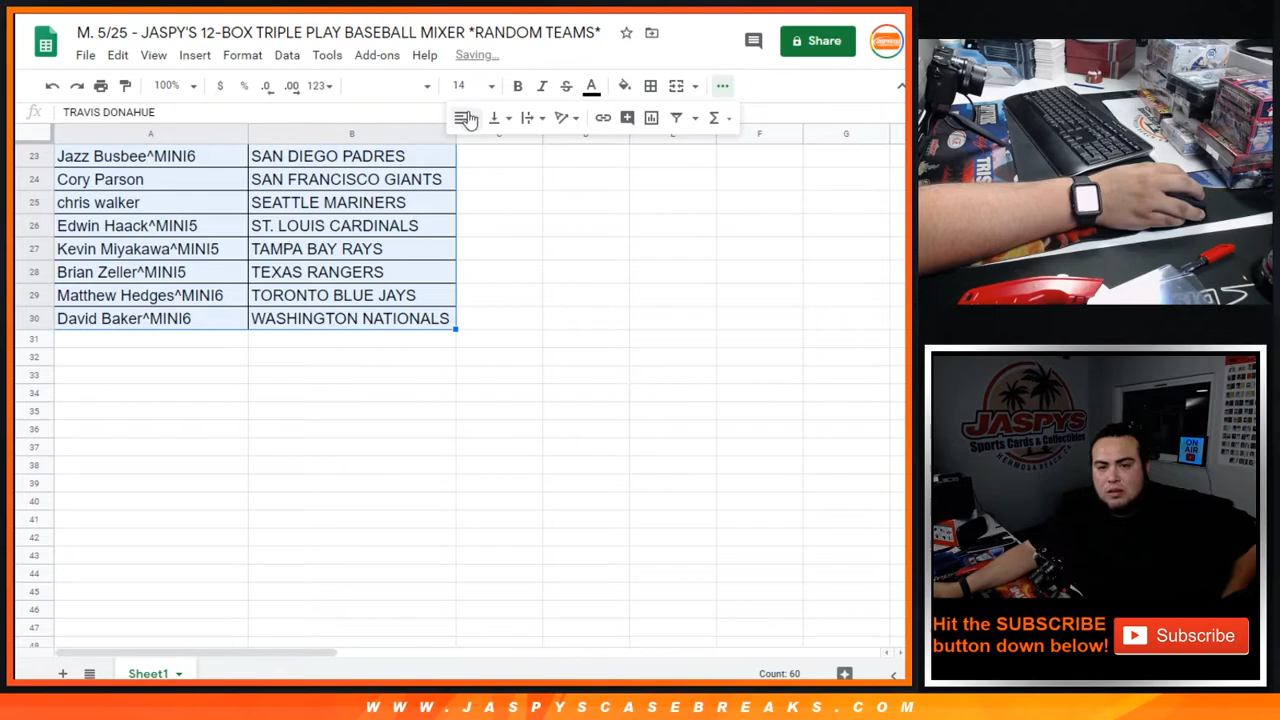 M. 5/25 - JASPY'S 12-BOX TRIPLE PLAY BASEBALL MIXER *RANDOM TEAMS*
File Edit View Insert Format Data Tools Add-ons Help Saving...
Share
100% $ % .0 .00 123 14 B I S A
fx TRAVIS DONAHUE
A B F G
23 Jazz Busbee^MINI6 SAN DIEGO PADRES
24 Cory Parson SAN FRANCISCO GIANTS
25 chris walker SEATTLE MARINERS
26 Edwin Haack^MINI5 ST. LOUIS CARDINALS
27 Kevin Miyakawa^MINI5 TAMPA BAY RAYS
28 Brian Zeller^MINI5 TEXAS RANGERS
29 Matthew Hedges^MINI6 TORONTO BLUE JAYS
30 David Baker^MINI6 WASHINGTON NATIONALS
31
32
33
34
35
36
37
38
39
40
41
42
43
44
45
46
47
Sheet1
Count: 60
JASPYS
Sports Cards & Collectibles
HERMOSA BEACH, CA
ON AIR
Hit the SUBSCRIBE
button down below!
Subscribe
WWW.JASPYSCASEBREAKS.COM